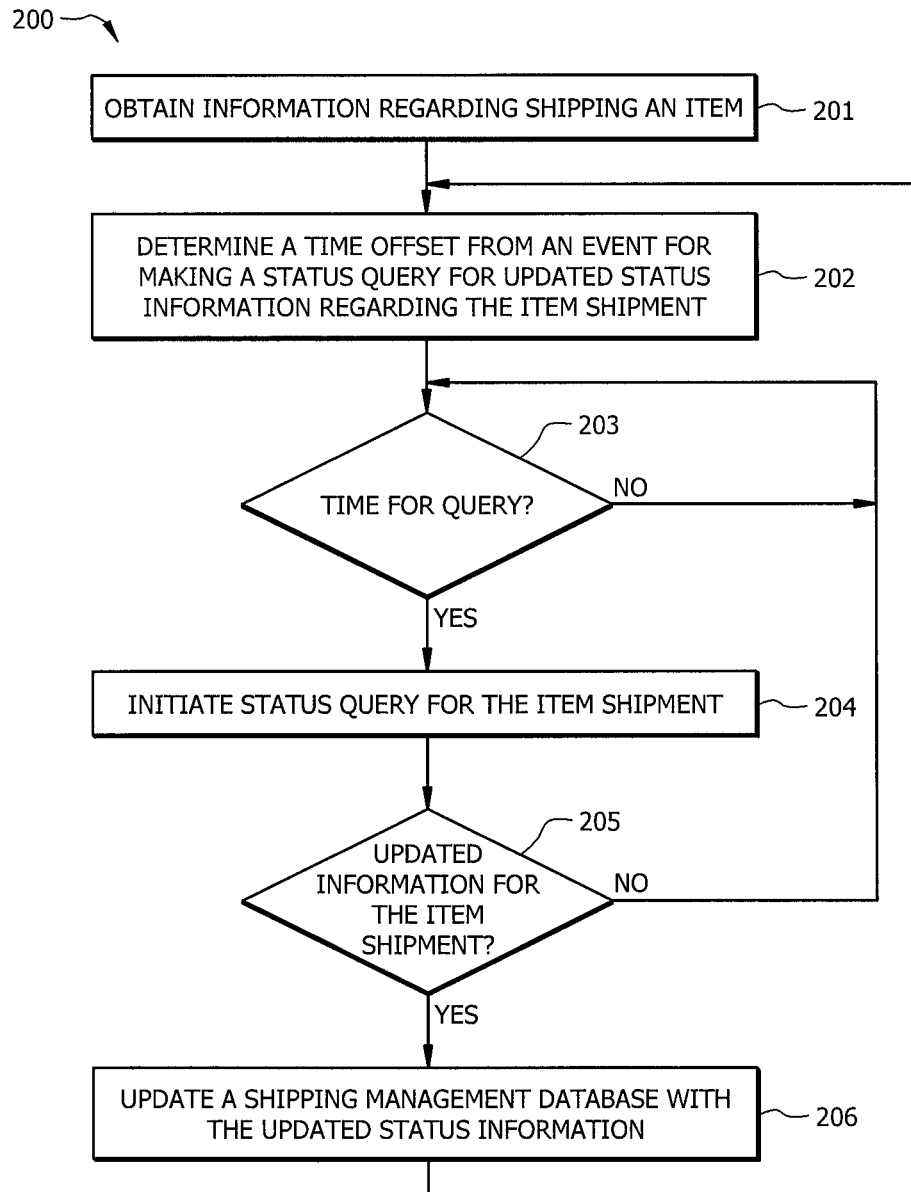 200
OBTAIN INFORMATION REGARDING SHIPPING AN ITEM
201
DETERMINE A TIME OFFSET FROM AN EVENT FOR
MAKING A STATUS QUERY FOR UPDATED STATUS
INFORMATION REGARDING THE ITEM SHIPMENT
202
203
TIME FOR QUERY?
NO
YES
INITIATE STATUS QUERY FOR THE ITEM SHIPMENT
204
205
UPDATED
INFORMATION FOR
THE ITEM
SHIPMENT?
NO
YES
UPDATE A SHIPPING MANAGEMENT DATABASE WITH
THE UPDATED STATUS INFORMATION
206